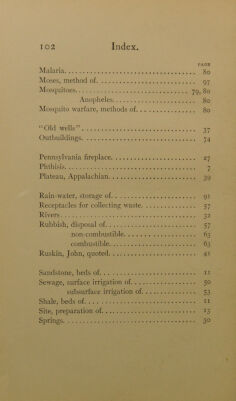 102 Index.
PAGE
Malaria 80
Moses, method of 97
Mosquitoes 79, 80
Anopheles 80
Mosquito warfare, methods of 80
"Old wells" 37
Outbuildings 74
Pennsylvania fireplace 27
Phthisis 7
Plateau, Appalachian 39
Rain-water, storage of 91
Receptacles for collecting waste 57
Rivers 32
Rubbish, disposal of 57
non-combustible 65
combustible 63
Ruskin, John, quoted 41
Sandstone, beds of 11
Sewage, surface irrigation of 50
subsurface irrigation of 53
Shale, beds of 11
Site, preparation of 15
Springs 30